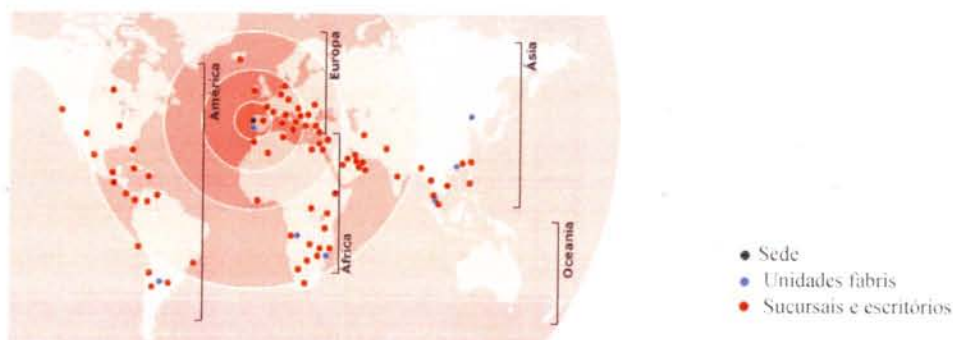 América
Europa
África
Ásia
Oceania
Sede
Unidades fabris
Sucursais e escritórios